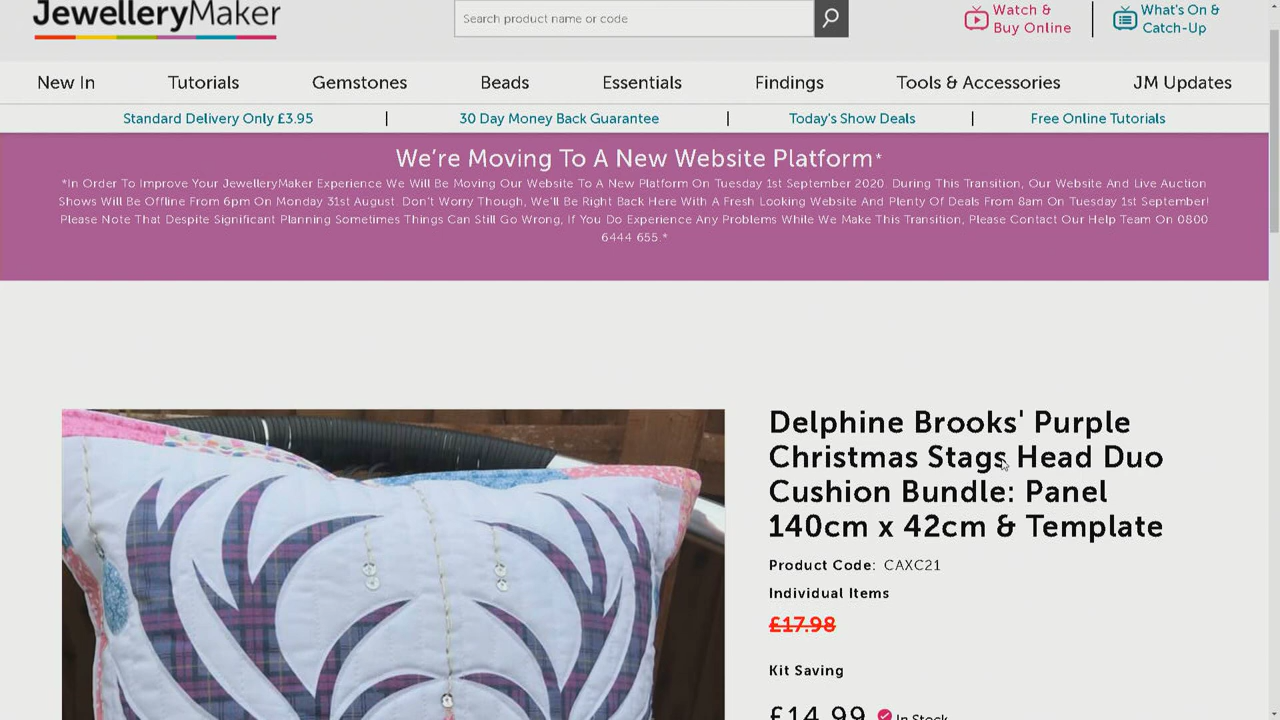 JewelleryMaker
Search product name or code
Watch &
Buy Online
What's On &
Catch-Up
New In
Tutorials
Gemstones
Beads
Essentials
Findings
Tools & Accessories
JM Updates
Standard Delivery Only £3.95
30 Day Money Back Guarantee
Today's Show Deals
Free Online Tutorials
We're Moving To A New Website Platform*
*In Order To Improve Your JewelleryMaker Experience We Will Be Moving Our Website To A New Platform On Tuesday 1st September 2020. During This Transition, Our Website And Live Auction
Shows Will Be Offline From 6pm On Monday 31st August. Don't Worry Though, We'll Be Right Back Here With A Fresh Looking Website And Plenty Of Deals From 8am On Tuesday 1st September!
Please Note That Despite Significant Planning Sometimes Things Can Still Go Wrong, If You Do Experience Any Problems While We Make This Transition, Please Contact Our Help Team On 0800
6444 655.*
Delphine Brooks' Purple
Christmas Stags Head Duo
Cushion Bundle: Panel
140cm x 42cm & Template
Product Code: CAXC21
Individual Items
£17.98
Kit Saving
£14.99 In Stock